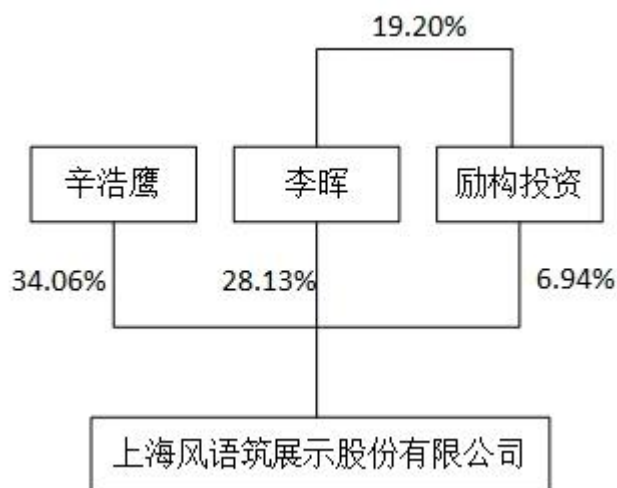 19.20%
辛浩鹰
李晖
励构投资
34.06%
28.13%
6.94%
上海风语筑展示股份有限公司